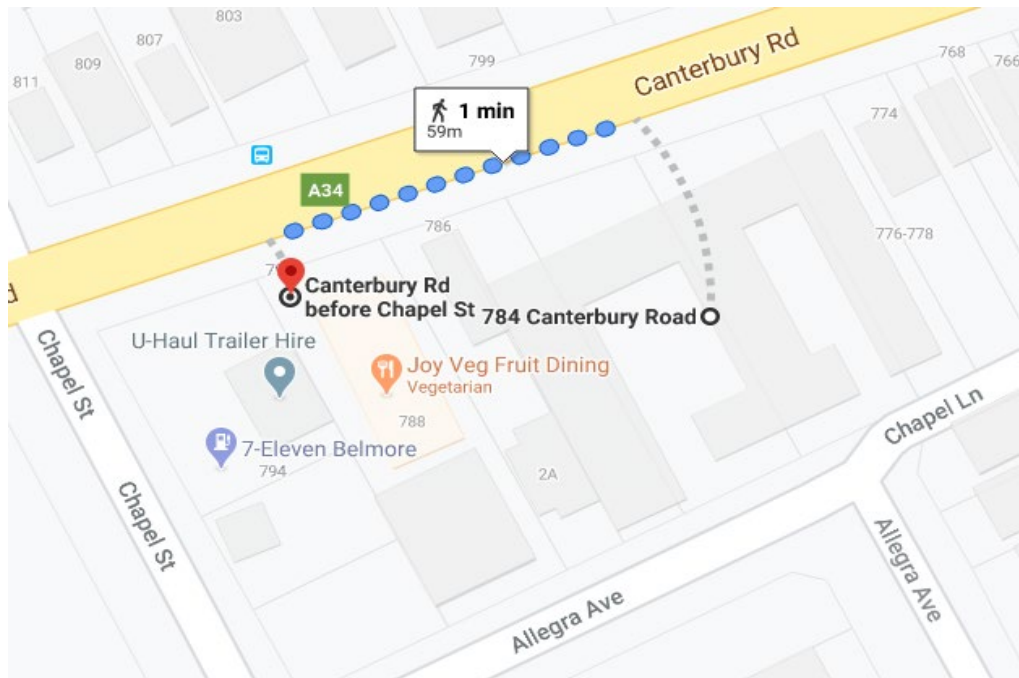 803
807
809
811
799
Canterbury Rd
768
766
1 min
59m
774
A34
786
776-778
Canterbury Rd
before Chapel St
784 Canterbury Road
U-Haul Trailer Hire
Chapel St
Joy Veg Fruit Dining
Vegetarian
788
Chapel Ln
7-Eleven Belmore
794
2A
Chapel St
Allegra Ave
Allegra Ave